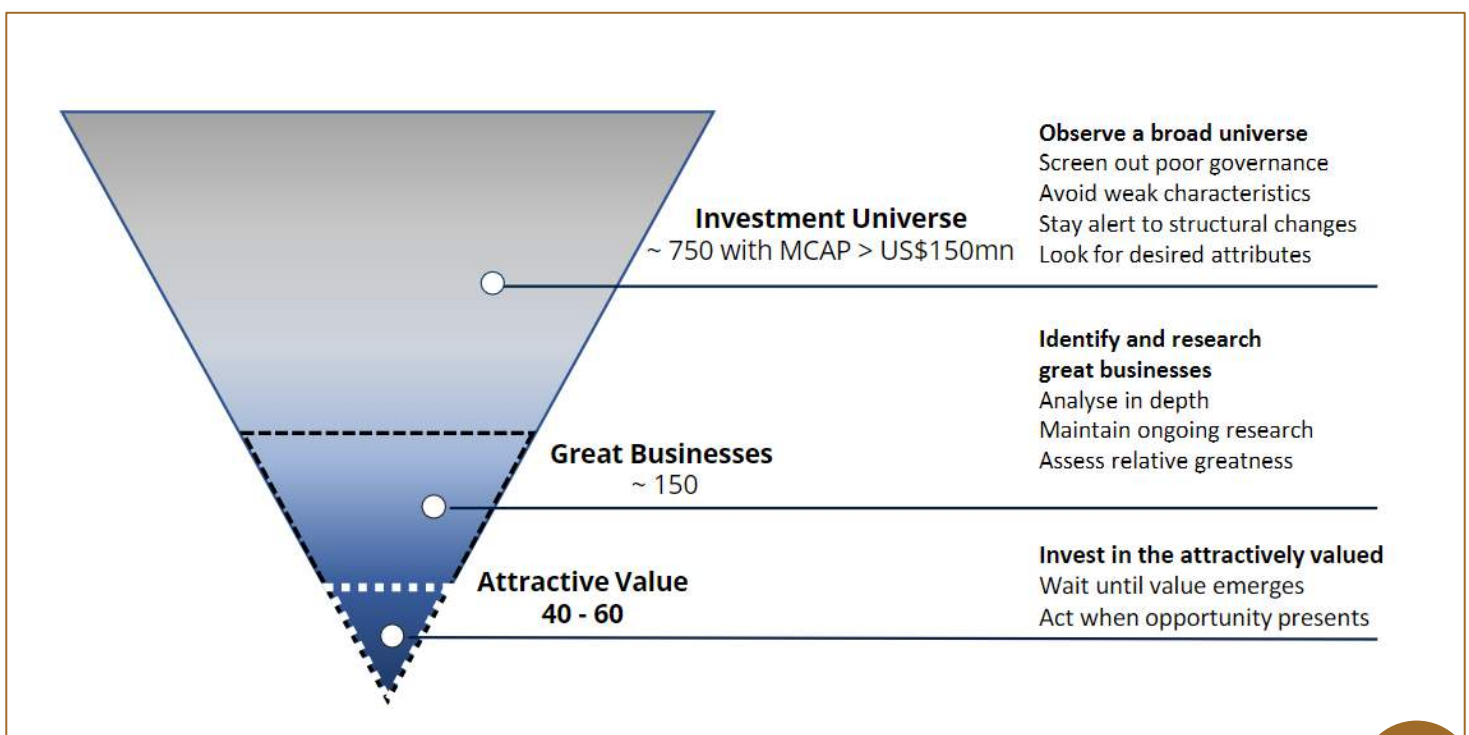 Observe a broad universe
Screen out poor governance
Avoid weak characteristics
Stay alert to structural changes
Look for desired attributes
Investment Universe
~ 750 with MCAP > US$150mn
Identify and research
great businesses
Analyse in depth
Maintain ongoing research
Assess relative greatness
Great Businesses
~ 150
Invest in the attractively valued
Wait until value emerges
Act when opportunity presents
Attractive Value
40 - 60